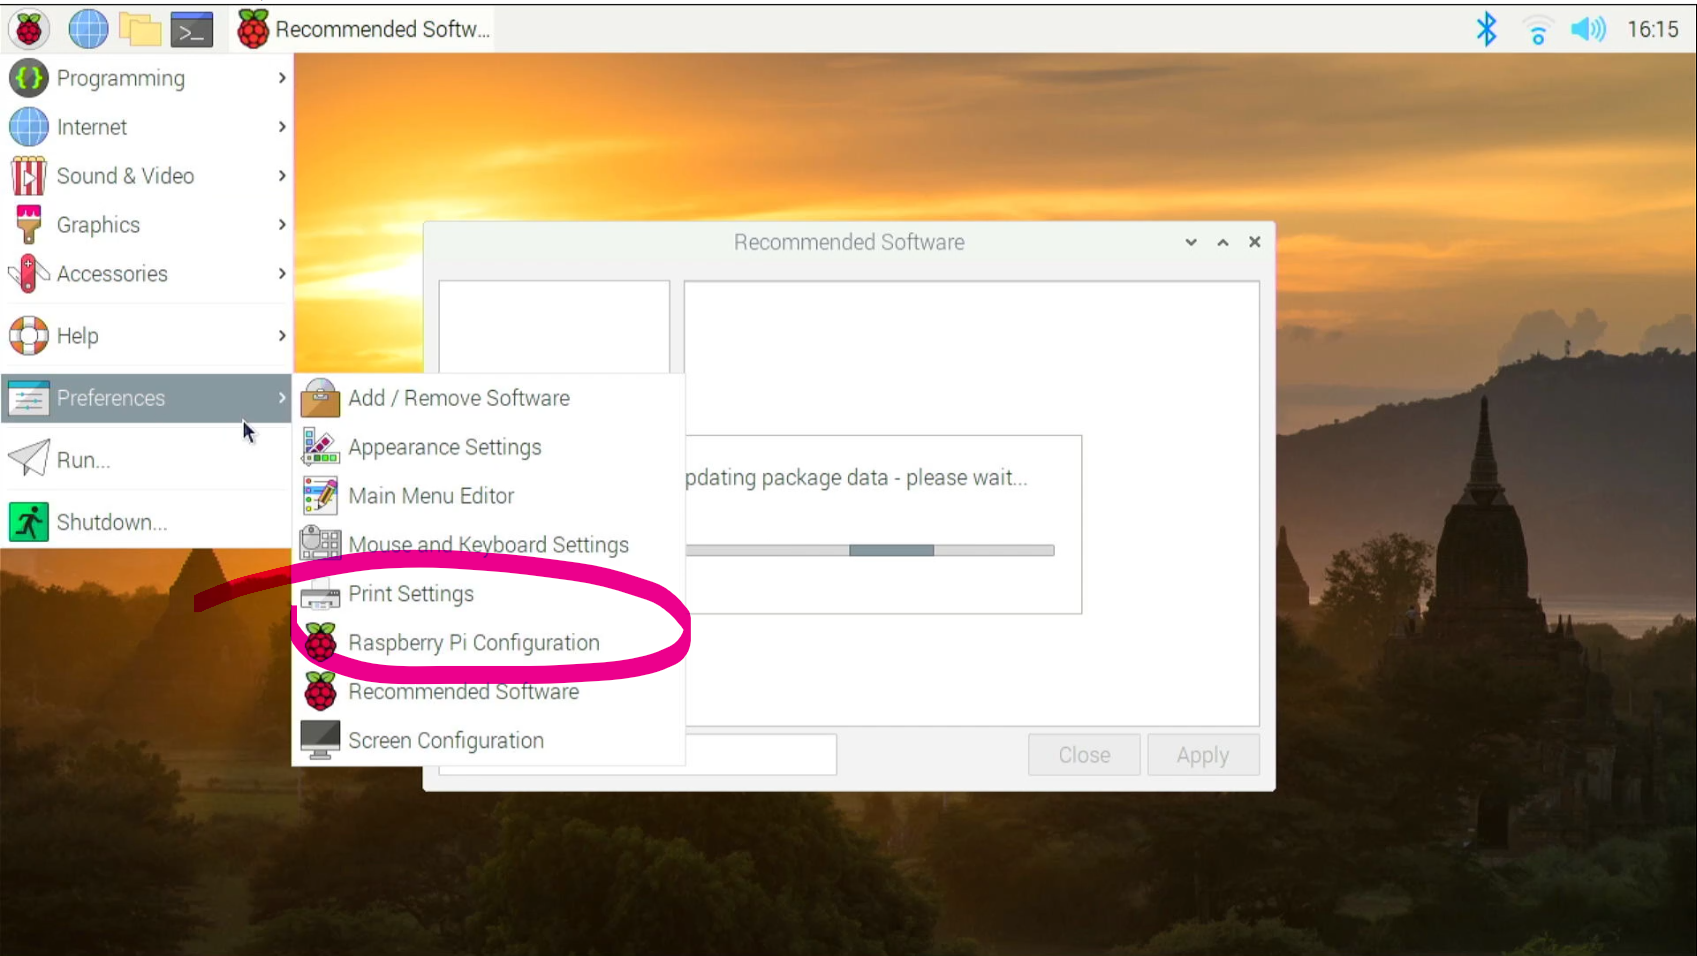 Recommended Softw...
16:15
Programming
Internet
Sound & Video
Graphics
Accessories
Help
Preferences
Run...
Shutdown...
Add / Remove Software
Appearance Settings
Main Menu Editor
Mouse and Keyboard Settings
Print Settings
Raspberry Pi Configuration
Recommended Software
Screen Configuration
Recommended Software
pdating package data - please wait...
Close
Apply